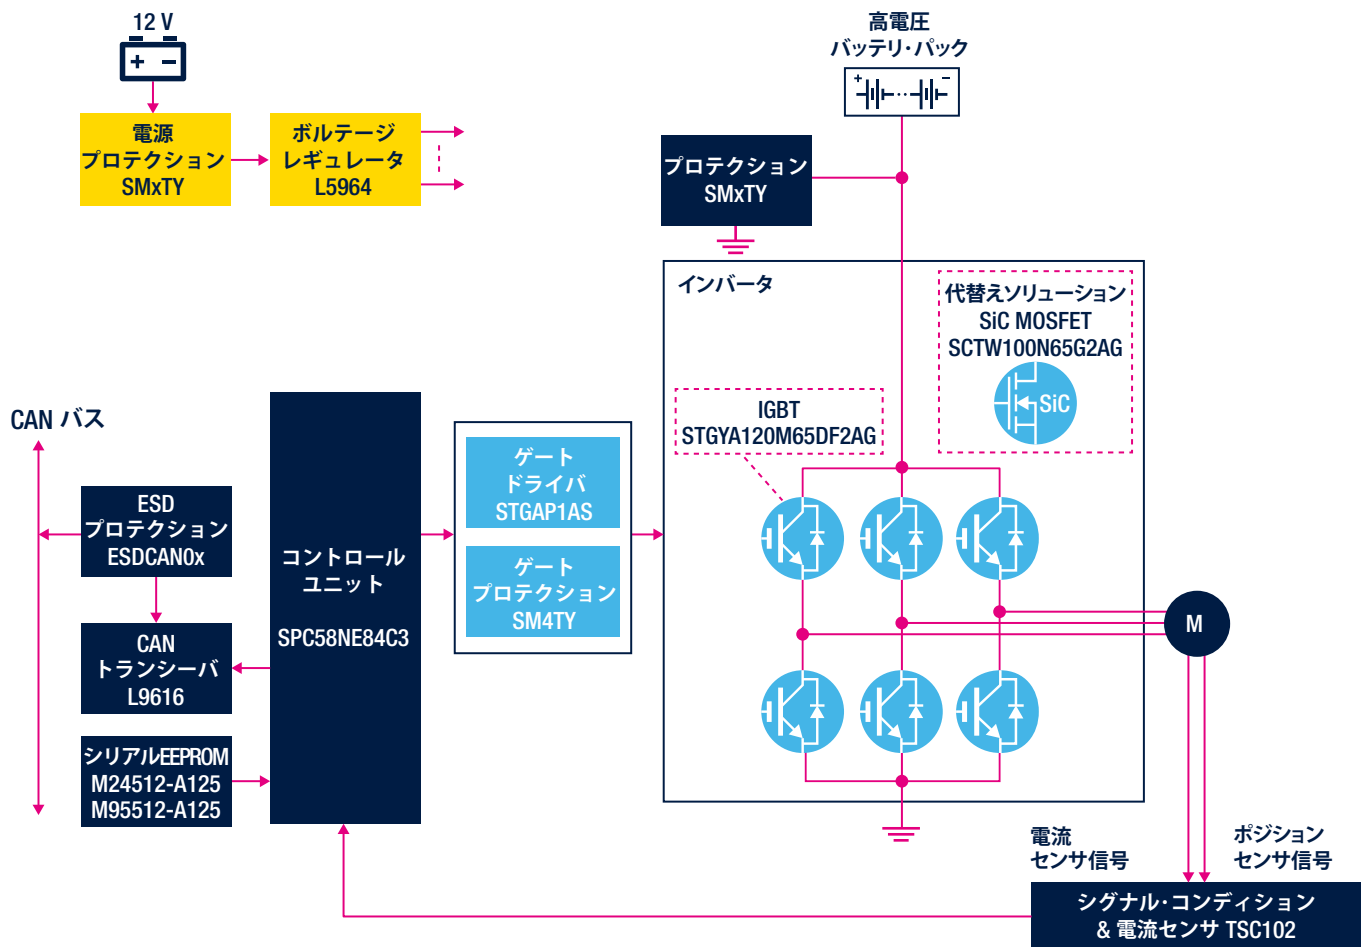 12 V
電源
プロテクション
SMxTY
ボルテージ
レギュレータ
L5964
高電圧
バッテリ・パック
プロテクション
SMxTY
インバータ
代替えソリューション
SiC MOSFET
SCTW100N65G2AG
SiC
IGBT
STGYA120M65DF2AG
CAN バス
ESD
プロテクション
ESDCAN0x
CAN
トランシーバ
L9616
シリアルEEPROM
M24512-A125
M95512-A125
コントロール
ユニット
SPC58NE84C3
ゲート
ドライバ
STGAP1AS
ゲート
プロテクション
SM4TY
M
電流
センサ信号
ポジション
センサ信号
シグナル・コンディション
& 電流センサ TSC102